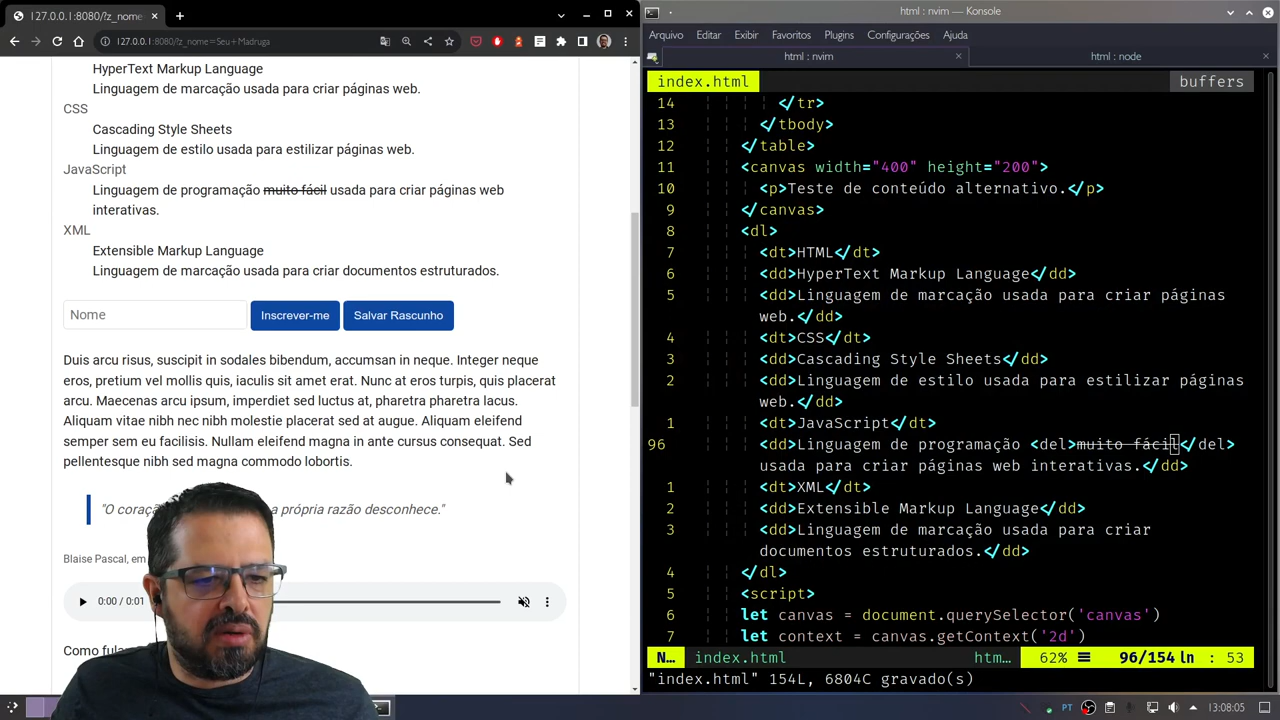 127.0.0.1:8080/?z_nome
127.0.0.1:8080/?z_nome=Seu+Madruga
HyperText Markup Language
Linguagem de marcação usada para criar páginas web.
CSS
Cascading Style Sheets
Linguagem de estilo usada para estilizar páginas web.
JavaScript
Linguagem de programação muito fácil usada para criar páginas web
interativas.
XML
Extensible Markup Language
Linguagem de marcação usada para criar documentos estruturados.
Nome
Inscrever-me
Salvar Rascunho
Duis arcu risus, suscipit in sodales bibendum, accumsan in neque. Integer neque
eros, pretium vel mollis quis, iaculis sit amet erat. Nunc at eros turpis, quis placerat
arcu. Maecenas arcu ipsum, imperdiet sed luctus at, pharetra pharetra lacus.
Aliquam vitae nibh nec nibh molestie placerat sed at augue. Aliquam eleifend
semper sem eu facilisis. Nullam eleifend magna in ante cursus consequat. Sed
pellentesque nibh sed magna commodo lobortis.
"O coraç a própria razão desconhece."
Blaise Pascal, em
0:00 / 0:01
Como fula
html : nvim — Konsole
Arquivo Editar Exibir Favoritos Plugins Configurações Ajuda
html : nvim
html : node
index.html buffers
14 </tr>
13 </tbody>
12 </table>
11 <canvas width="400" height="200">
10 <p>Teste de conteúdo alternativo.</p>
9 </canvas>
8 <dl>
7 <dt>HTML</dt>
6 <dd>HyperText Markup Language</dd>
5 <dd>Linguagem de marcação usada para criar páginas
web.</dd>
4 <dt>CSS</dt>
3 <dd>Cascading Style Sheets</dd>
2 <dd>Linguagem de estilo usada para estilizar páginas
web.</dd>
1 <dt>JavaScript</dt>
96 <dd>Linguagem de programação <del>muito fácil</del>
usada para criar páginas web interativas.</dd>
1 <dt>XML</dt>
2 <dd>Extensible Markup Language</dd>
3 <dd>Linguagem de marcação usada para criar
documentos estruturados.</dd>
4 </dl>
5 <script>
6 let canvas = document.querySelector('canvas')
7 let context = canvas.getContext('2d')
N… index.html htm… 62% ☰ 96/154 ln : 53
"index.html" 154L, 6804C gravado(s)
PT
13:08:05